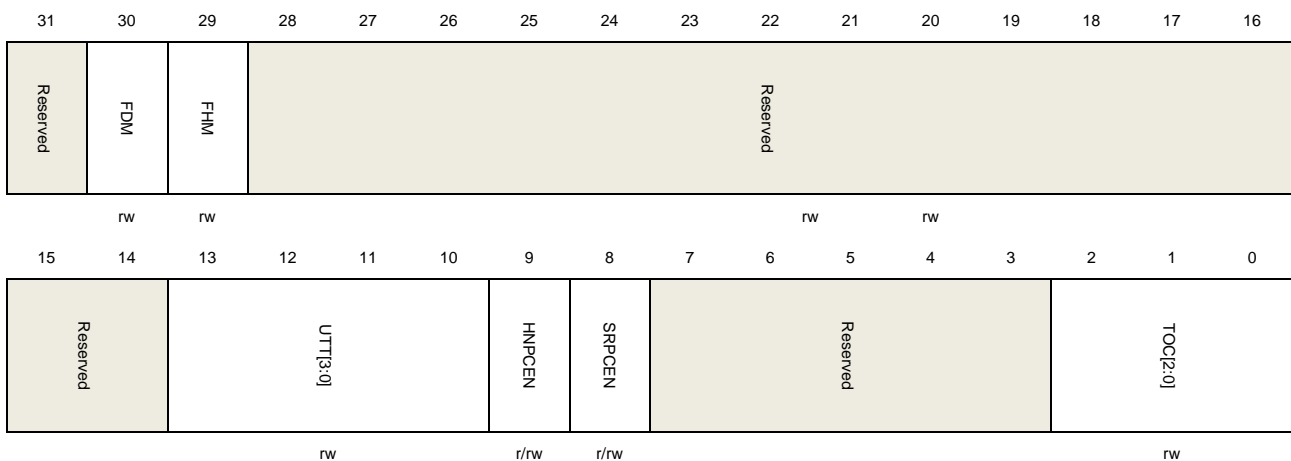 31 30 29 28 27 26 25 24 23 22 21 20 19 18 17 16
Reserved FDM FHM Reserved
rw rw rw rw
15 14 13 12 11 10 9 8 7 6 5 4 3 2 1 0
Reserved UTT[3:0] HNPCEN SRPCEN Reserved TOC[2:0]
rw r/rw r/rw rw